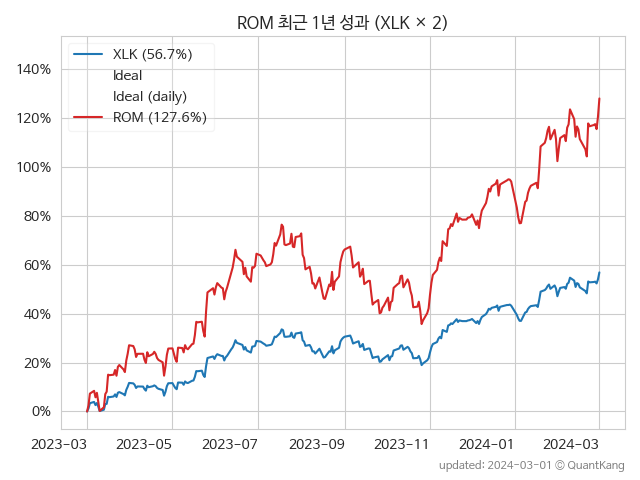 ROM 최근 1년 성과 (XLK × 2)
XLK (56.7%)
Ideal
Ideal (daily)
ROM (127.6%)
140%
120%
100%
80%
60%
40%
20%
0%
2023-03 2023-05 2023-07 2023-09 2023-11 2024-01 2024-03
updated: 2024-03-01 © QuantKang